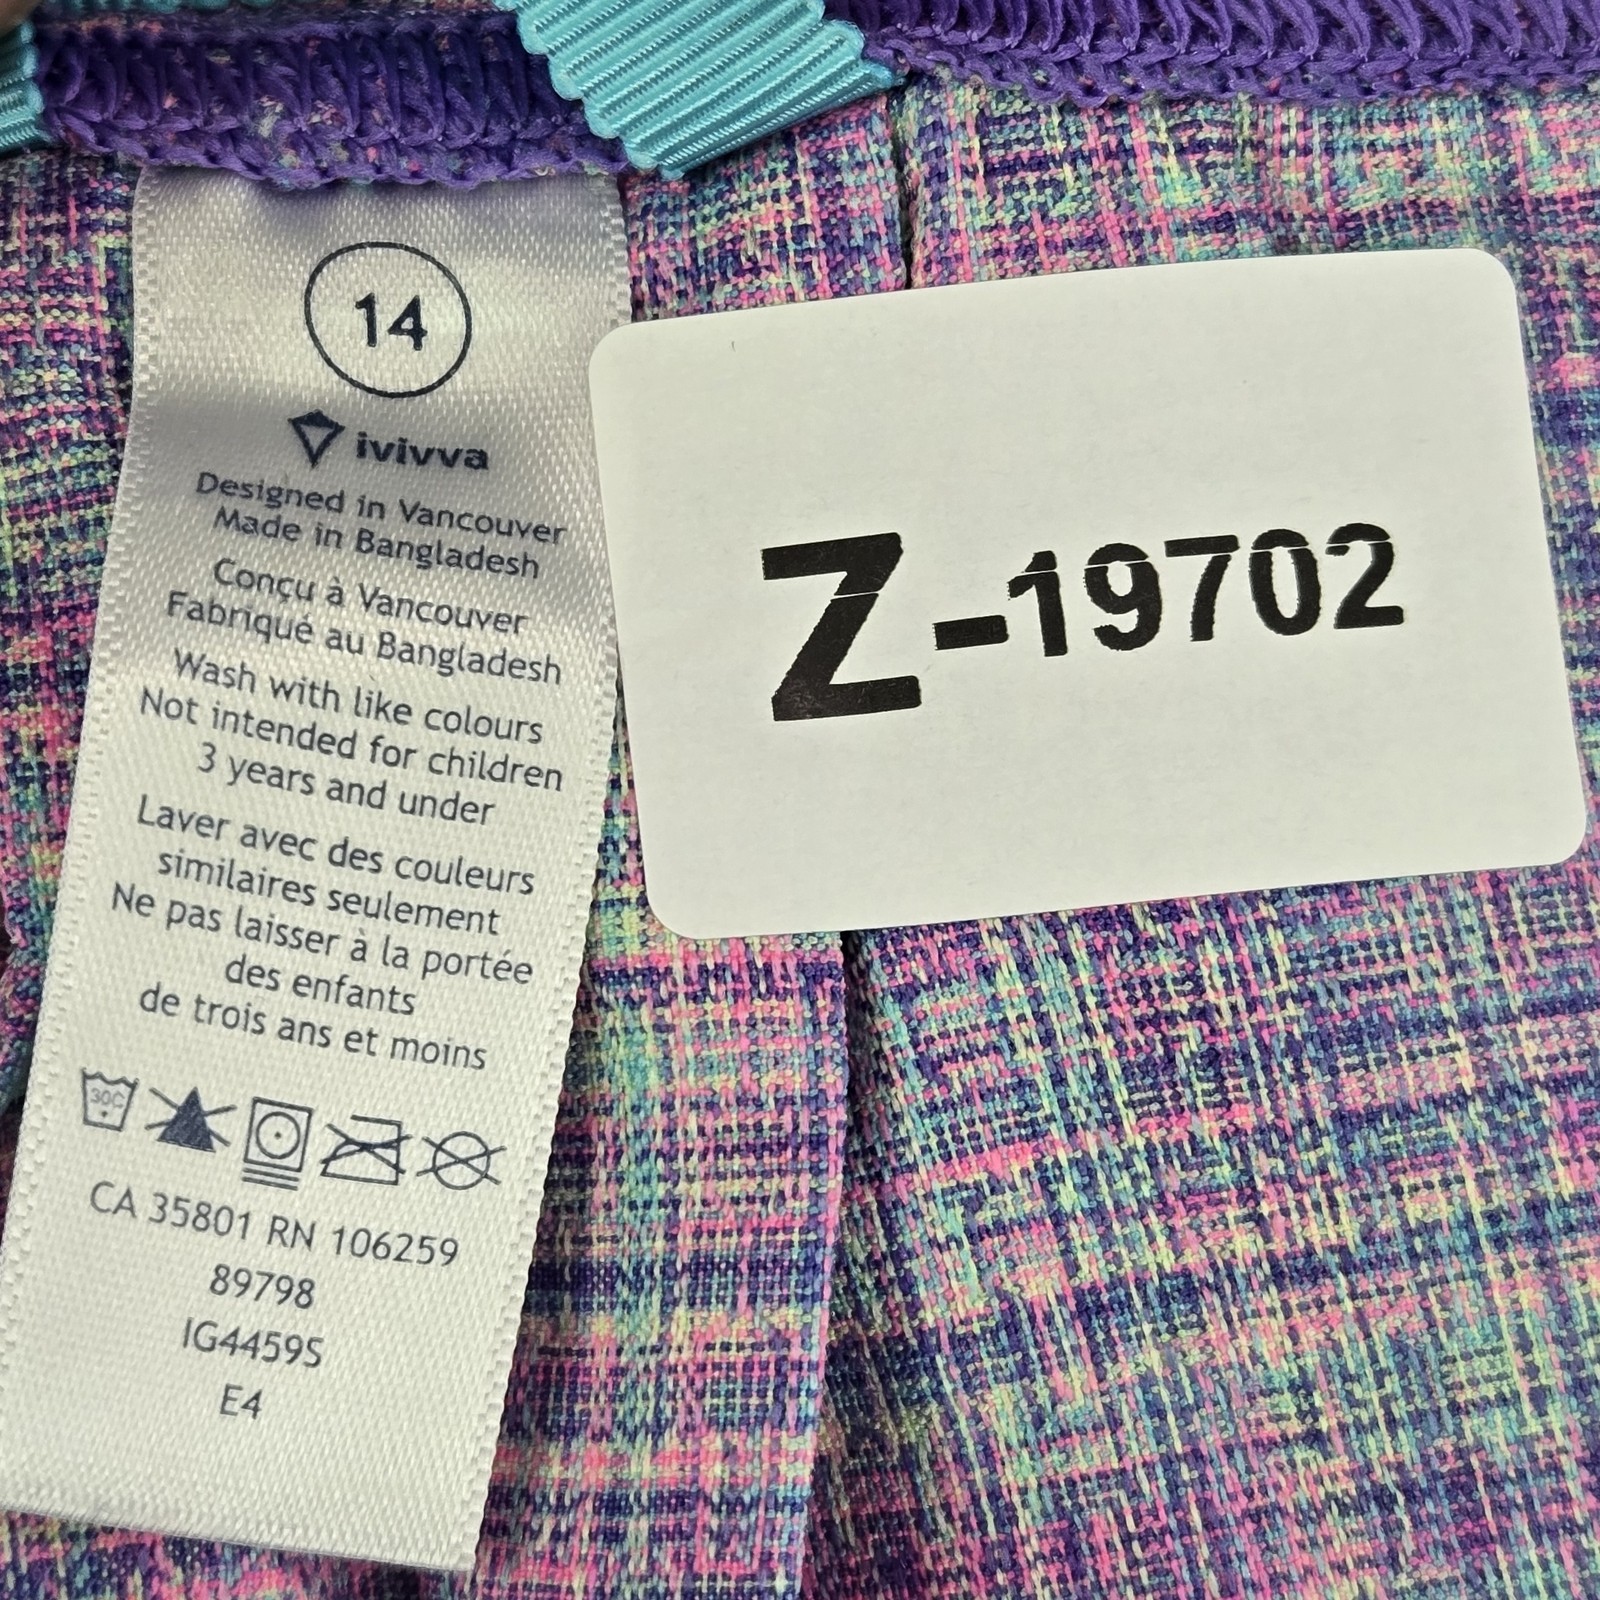 14
ivivva
Designed in Vancouver
Made in Bangladesh
Conçu à Vancouver
Fabriqué au Bangladesh
Wash with like colours
Not intended for children
3 years and under
Laver avec des couleurs
similaires seulement
Ne pas laisser à la portée
des enfants
de trois ans et moins
30C
CA 35801 RN 106259
89798
IG4459S
E4
Z-19702